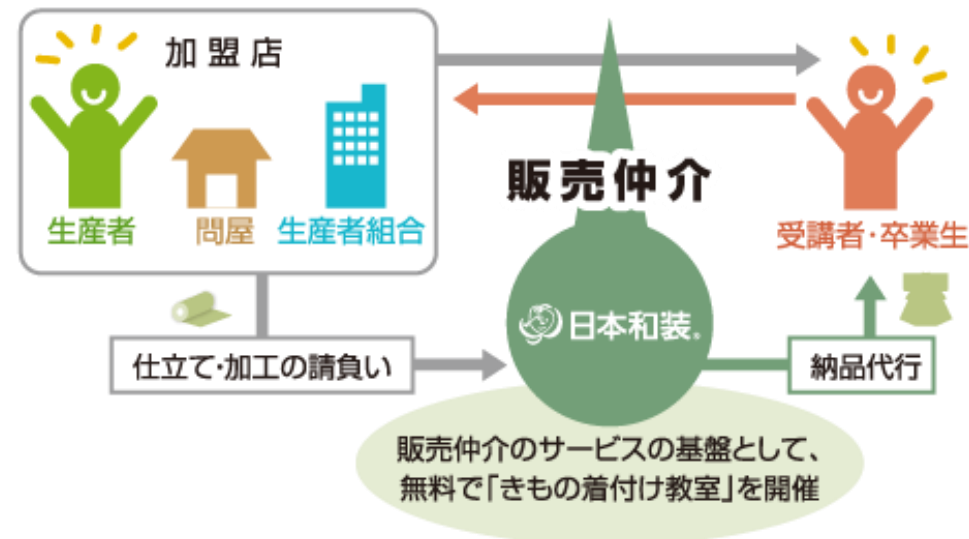 加盟店
生産者
問屋
生産者組合
販売仲介
受講者・卒業生
仕立て・加工の請負い
日本和装®
納品代行
販売仲介のサービスの基盤として、
無料で「きもの着付け教室」を開催